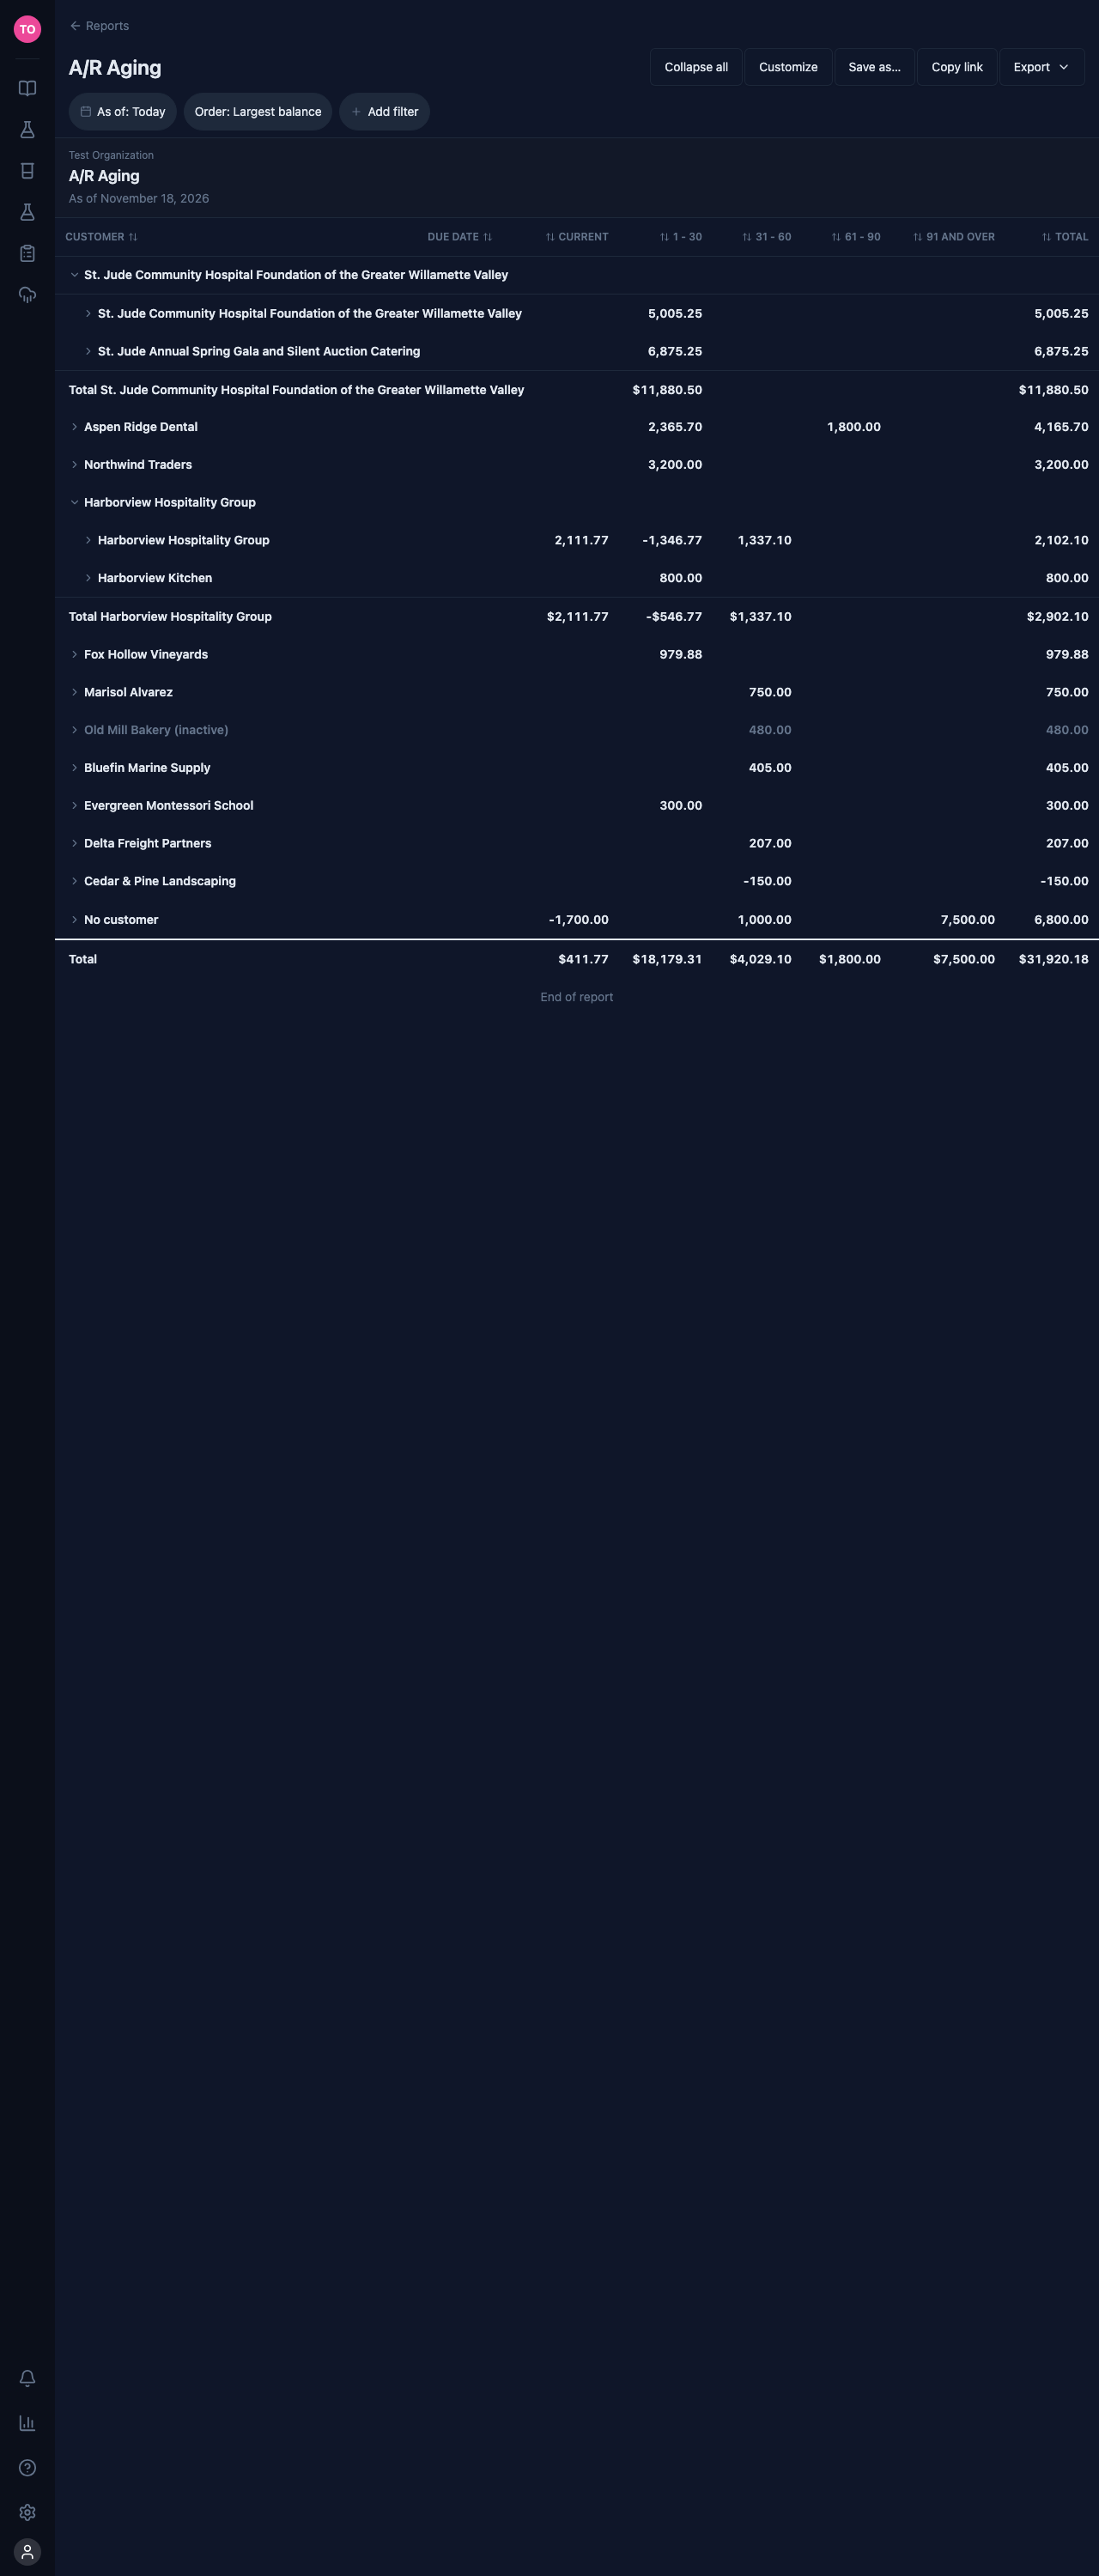 TO
Reports
A/R Aging
Collapse all Customize Save as... Copy link Export
As of: Today Order: Largest balance Add filter
Test Organization
A/R Aging
As of November 18, 2026
CUSTOMER DUE DATE CURRENT 1 - 30 31 - 60 61 - 90 91 AND OVER TOTAL
St. Jude Community Hospital Foundation of the Greater Willamette Valley
St. Jude Community Hospital Foundation of the Greater Willamette Valley 5,005.25 5,005.25
St. Jude Annual Spring Gala and Silent Auction Catering 6,875.25 6,875.25
Total St. Jude Community Hospital Foundation of the Greater Willamette Valley $11,880.50 $11,880.50
Aspen Ridge Dental 2,365.70 1,800.00 4,165.70
Northwind Traders 3,200.00 3,200.00
Harborview Hospitality Group
Harborview Hospitality Group 2,111.77 -1,346.77 1,337.10 2,102.10
Harborview Kitchen 800.00 800.00
Total Harborview Hospitality Group $2,111.77 -$546.77 $1,337.10 $2,902.10
Fox Hollow Vineyards 979.88 979.88
Marisol Alvarez 750.00 750.00
Old Mill Bakery (inactive) 480.00 480.00
Bluefin Marine Supply 405.00 405.00
Evergreen Montessori School 300.00 300.00
Delta Freight Partners 207.00 207.00
Cedar & Pine Landscaping -150.00 -150.00
No customer -1,700.00 1,000.00 7,500.00 6,800.00
Total $411.77 $18,179.31 $4,029.10 $1,800.00 $7,500.00 $31,920.18
End of report